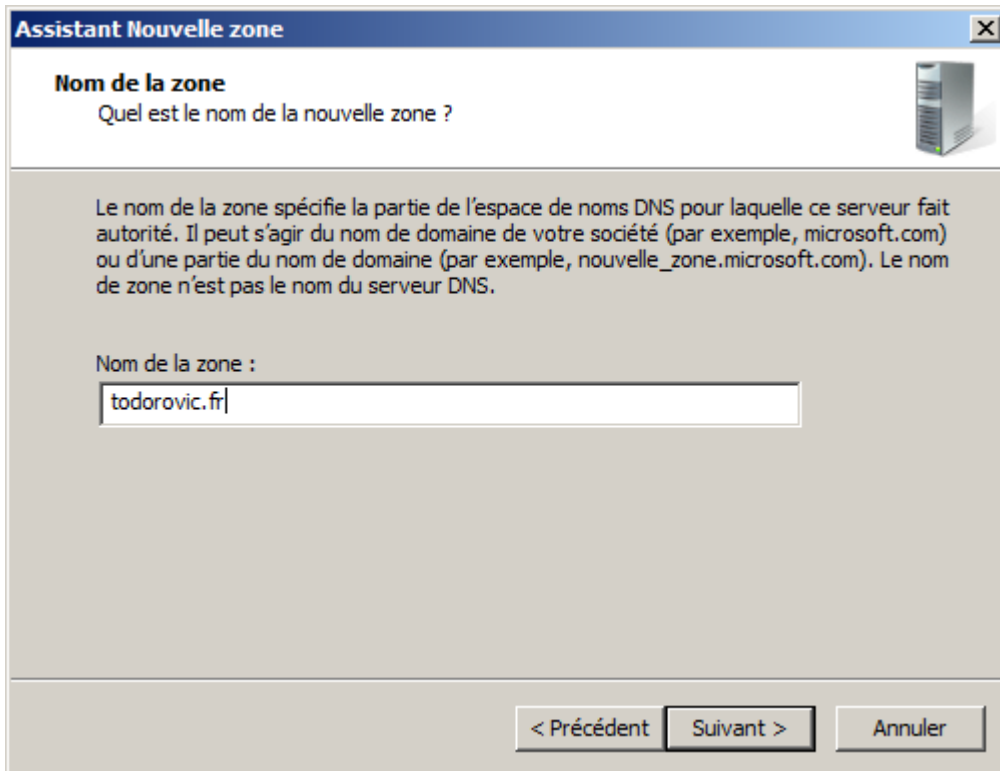 Assistant Nouvelle zone
Nom de la zone
Quel est le nom de la nouvelle zone ?
Le nom de la zone spécifie la partie de l'espace de noms DNS pour laquelle ce serveur fait
autorité. Il peut s'agir du nom de domaine de votre société (par exemple, microsoft.com)
ou d'une partie du nom de domaine (par exemple, nouvelle_zone.microsoft.com). Le nom
de zone n'est pas le nom du serveur DNS.
Nom de la zone :
todorovic.fr
< Précédent Suivant > Annuler